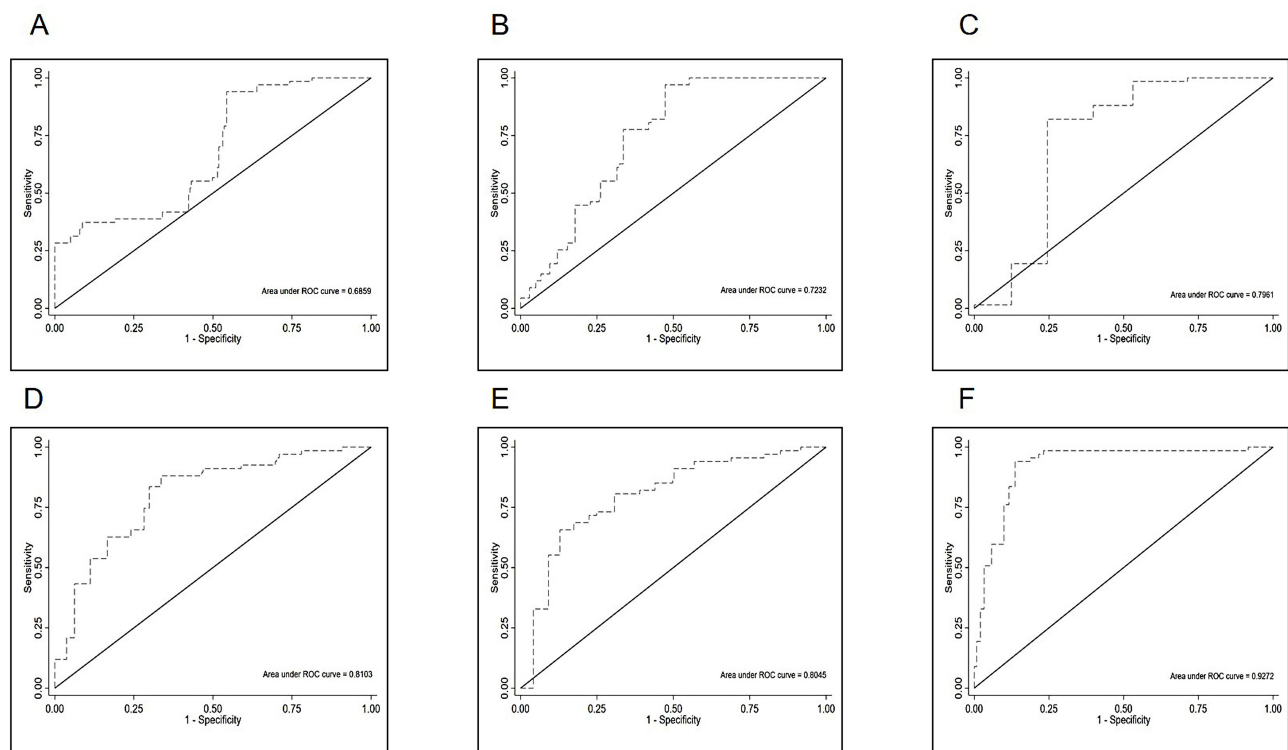 A
B
C
Sensitivity
0.00 0.25 0.50 0.75 1.00
0.00 0.25 0.50 0.75 1.00
1 - Specificity
Area under ROC curve = 0.6859
Sensitivity
0.00 0.25 0.50 0.75 1.00
0.00 0.25 0.50 0.75 1.00
1 - Specificity
Area under ROC curve = 0.7232
Sensitivity
0.00 0.25 0.50 0.75 1.00
0.00 0.25 0.50 0.75 1.00
1 - Specificity
Area under ROC curve = 0.7961
D
E
F
Sensitivity
0.00 0.25 0.50 0.75 1.00
0.00 0.25 0.50 0.75 1.00
1 - Specificity
Area under ROC curve = 0.8103
Sensitivity
0.00 0.25 0.50 0.75 1.00
0.00 0.25 0.50 0.75 1.00
1 - Specificity
Area under ROC curve = 0.8045
Sensitivity
0.00 0.25 0.50 0.75 1.00
0.00 0.25 0.50 0.75 1.00
1 - Specificity
Area under ROC curve = 0.9272